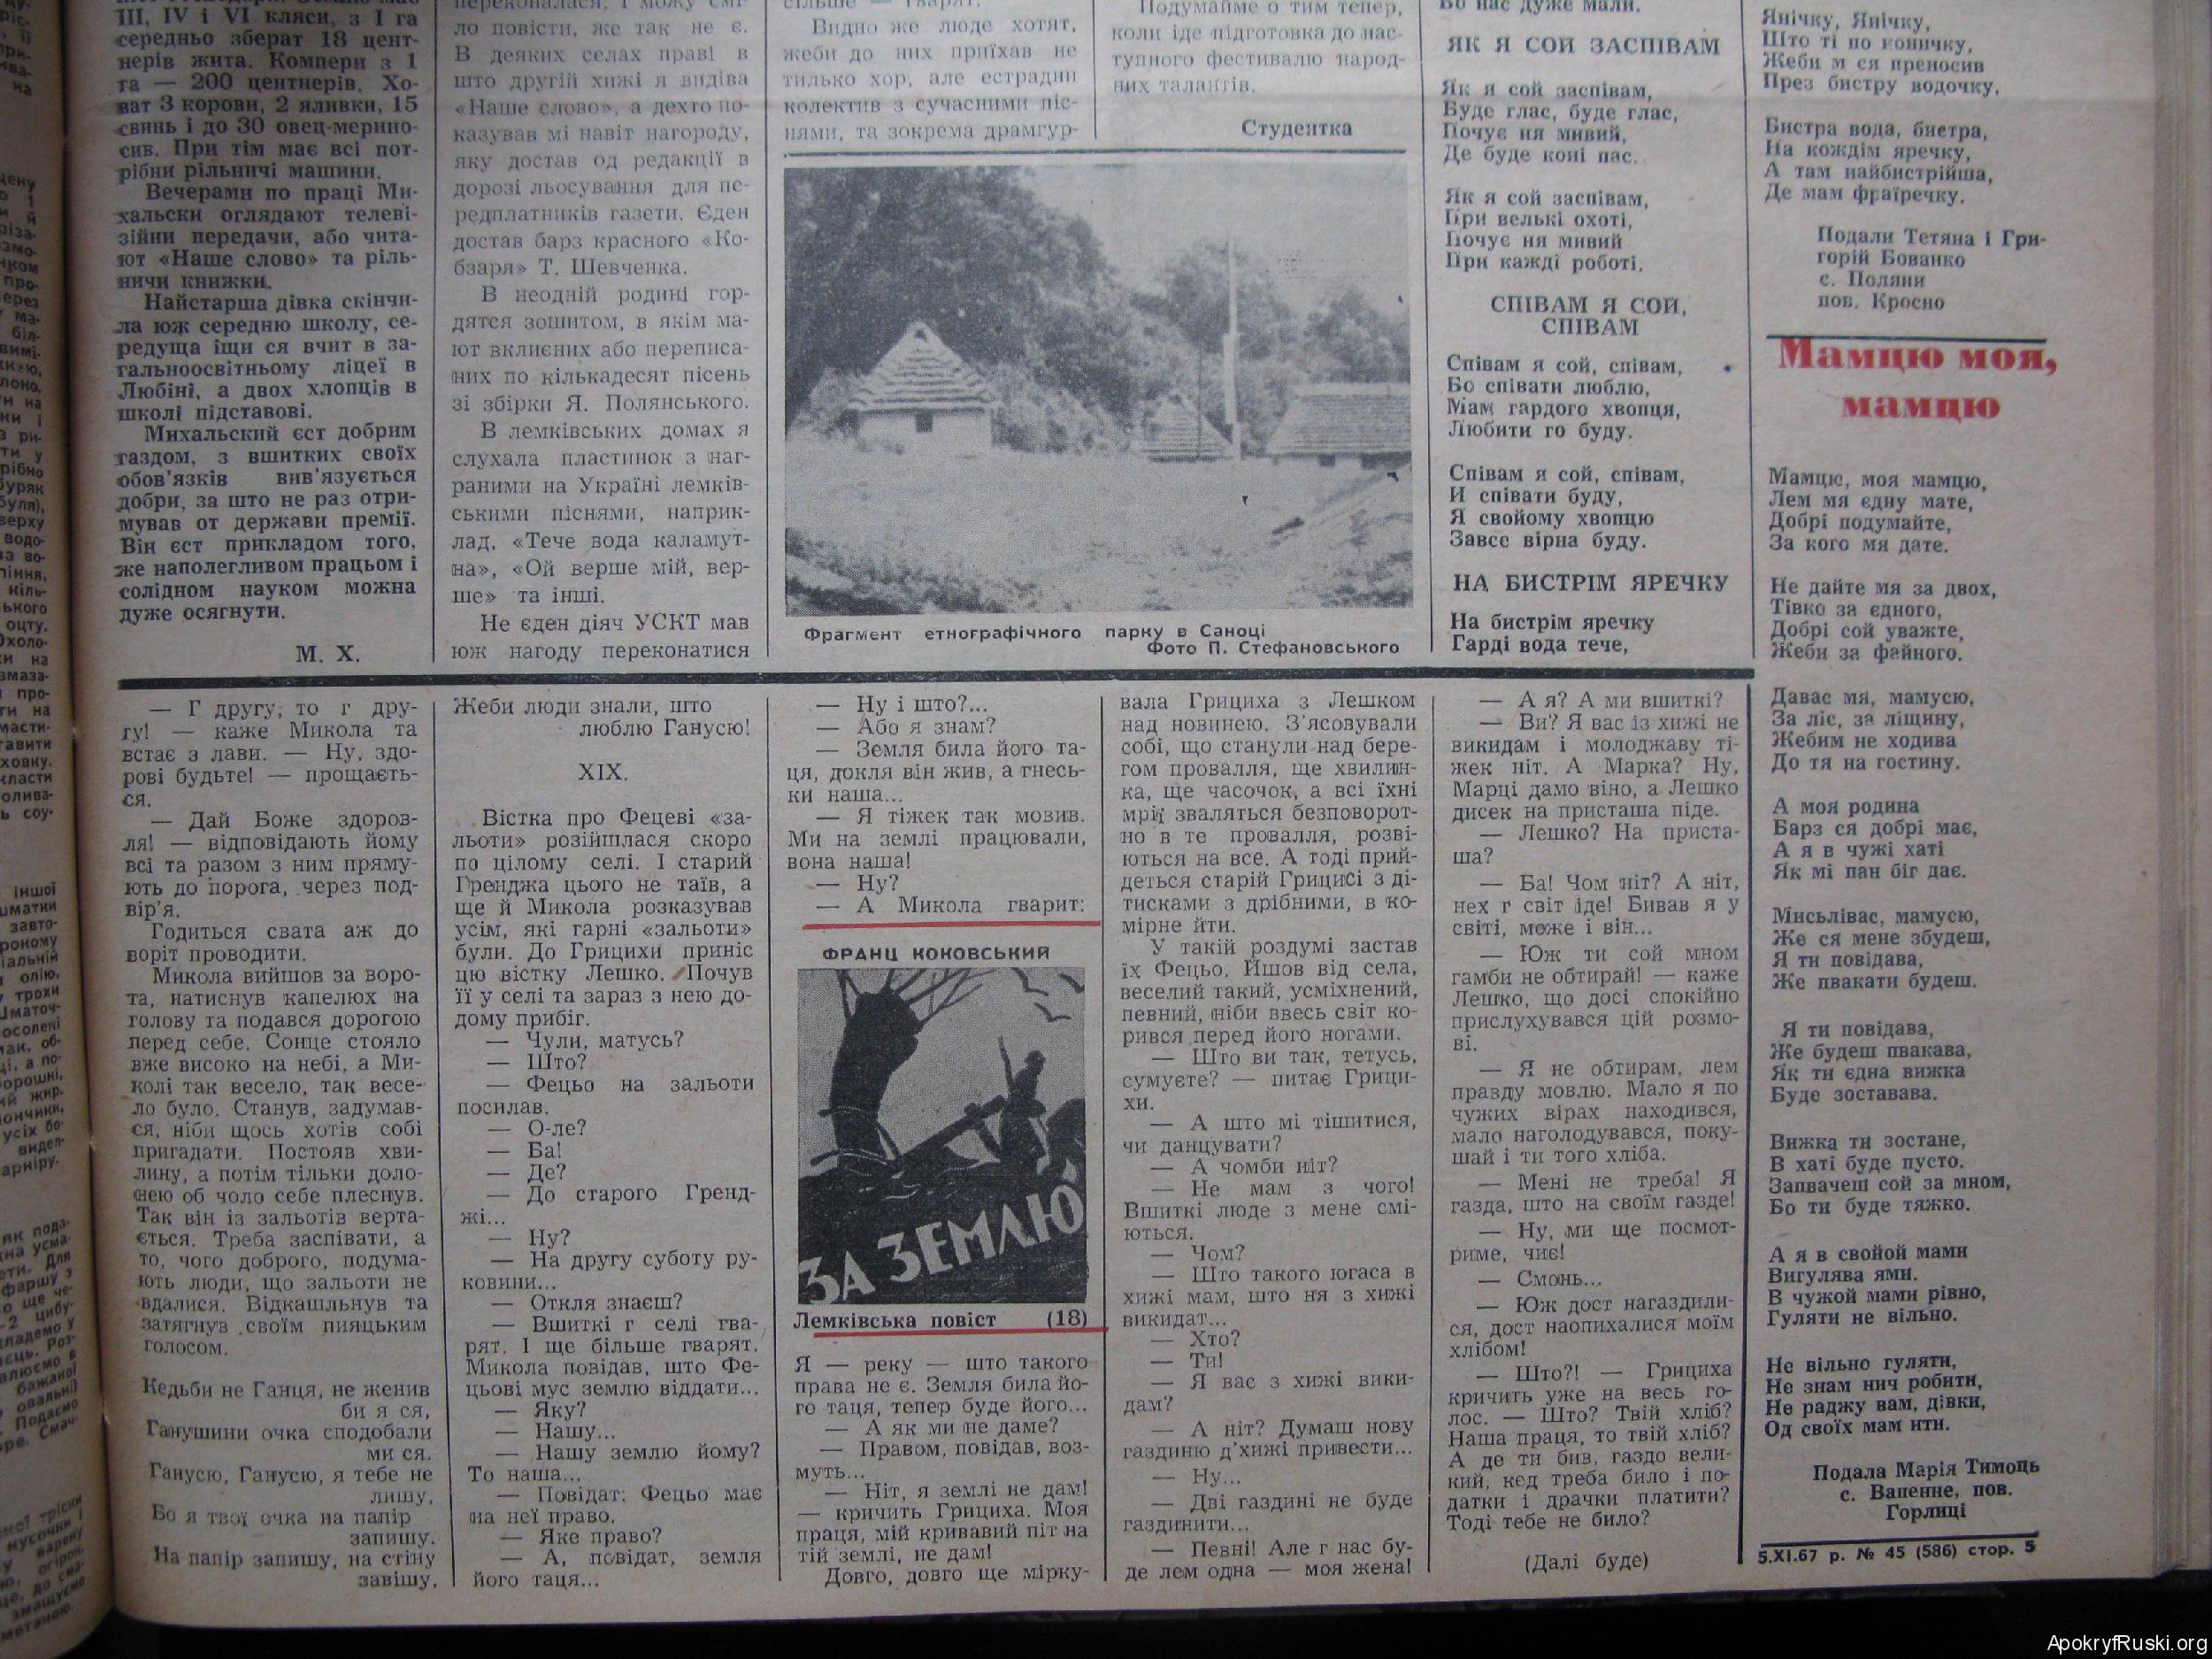 III, IV і VI кляси, з 1 га
середньо зберат 18 цент-
нерів жита. Компери з 1
га — 200 центнерів. Хо-
ват 3 корови, 2 яливки, 15
свинь і до 30 овец-мерино-
сив. При тім має всі пот-
рібни рільничі машини.
Вечерами по праці Ми-
хальски оглядают телеві-
зійни передачи, або чита-
ют «Наше слово» та ріль-
ничи книжки.
Найстарша дівка скінчи-
ла юж середню школу, се-
редуща іщи ся вчит в за-
гальноосвітньому ліцеї в
Любіні, а двох хлопців в
школі підставові.
Михальский єст добрим
газдом, з вшитких своїх
обов'язків вив'язується
добри, за што не раз отри-
мував от держави премії.
Він єст прикладом того,
же наполегливом працьом і
солідном науком можна
дуже осягнути.
М. Х.
ло повісти, же так не є.
В деяких селах праві в
што другій хижі я виділа
«Наше слово», а дехто по-
казував мі навіт нагороду,
яку достав од редакції в
дорозі льосування для пе-
редплатників газети. Єден
достав барз красного «Ко-
бзаря» Т. Шевченка.
В неодній родині гор-
дятся зошитом, в якім ма-
ют вклиєних або переписа-
них по кількадесят пісень
зі збірки Я. Полянського.
В лемківських домах я
слухала пластинок з наг-
раними на Україні лемків-
ськими піснями, наприк-
лад, «Тече вода каламут-
на», «Ой верше мій, вер-
ше» та інші.
Не єден діяч УСКТ мав
юж нагоду переконатися
Видно же люде хотят,
жеби до них приїхав не
тилько хор, але естрадни
колектив з сучасними піс-
нями, та зокрема драмгур-
Подумайме о тим тепер,
коли іде підготовка до нас-
тупного фестивалю народ-
них талантів.
Студентка
Фрагмент етнографічного парку в Саноці
Фото П. Стефановського
Бо нас дуже мали.
ЯК Я СОЙ ЗАСПІВАМ
Як я сой заспівам,
Буде глас, буде глас,
Почує ня мивий,
Де буде коні пас.
Як я сой заспівам,
При велькі охоті,
Почує ня мивий
При кажді роботі.
СПІВАМ Я СОЙ,
СПІВАМ
Співам я сой, співам,
Бо співати люблю,
Мам гардого хвопця,
Любити го буду.
Співам я сой, співам,
И співати буду,
Я свойому хвопцю
Завсе вірна буду.
НА БИСТРІМ ЯРЕЧКУ
На бистрім яречку
Гарді вода тече,
Янічку, Янічку,
Што ті по коничку,
Жеби м ся преносив
През бистру водочку,
Бистра вода, бистра,
На кождім яречку,
А там найбистрійша,
Де мам фраїречку.
Подали Тетяна і Гри-
горій Бованко
с. Поляни
пов. Кросно
Мамцю моя,
мамцю
Мамцю, моя мамцю,
Лем мя єдну мате,
Добрі подумайте,
За кого мя дате.
Не дайте мя за двох,
Тівко за єдного,
Добрі сой уважте,
Жеби за файного.
Давас мя, мамусю,
За ліс, за ліщину,
Жебим не ходива
До тя на гостину.
А моя родина
Барз ся добрі має,
А я в чужі хаті
Як мі пан біг дає.
Мисьлівас, мамусю,
Же ся мене збудеш,
Я ти повідава,
Же пвакати будеш.
Я ти повідава,
Же будеш пвакава,
Як ти єдна вижка
Буде зоставава.
Вижка ти зостане,
В хаті буде пусто.
Запвачеш сой за мном,
Бо ти буде тяжко.
А я в свойой мами
Вигулява ями.
В чужой мами рівно,
Гуляти не вільно.
Не вільно гуляти,
Не знам нич робити,
Не раджу вам, дівки,
Од своїх мам ити.
Подала Марія Тимоць
с. Вапенне, пов.
Горлиці
— Г другу, то г дру-
гу! — каже Микола та
встає з лави. — Ну, здо-
рові будьте! — прощаєть-
ся.
— Дай Боже здоров-
ля! — відповідають йому
всі та разом з ним пряму-
ють до порога, через под-
вір'я.
Годиться свата аж до
воріт проводити.
Микола вийшов за воро-
та, натиснув капелюх на
голову та подався дорогою
перед себе. Сонце стояло
вже високо на небі, а Ми-
колі так весело, так весе-
ло було. Станув, задумав-
ся, ніби щось хотів собі
пригадати. Постояв хви-
лину, а потім тільки доло-
нею об чоло себе плеснув.
Так він із зальотів верта-
ється. Треба заспівати, а
то, чого доброго, подума-
ють люди, що зальоти не
вдалися. Відкашльнув та
затягнув своїм пияцьким
голосом.
Кедьби не Ганця, не женив
би я ся,
Ганушини очка сподобали
ми ся.
Ганусю, Ганусю, я тебе не
лишу,
Бо я твої очка на папір
запишу.
На папір запишу, на стіну
завішу,
Жеби люди знали, што
люблю Ганусю!
XIX.
Вістка про Фецеві «за-
льоти» розійшлася скоро
по цілому селі. І старий
Гренджа цього не таїв, а
ще й Микола розказував
усім, які гарні «зальоти»
були. До Грицихи приніс
цю вістку Лешко. Почув
її у селі та зараз з нею до-
дому прибіг.
— Чули, матусь?
— Што?
— Фецьо на зальоти
посилав.
— О-ле?
— Ба!
— Де?
— До старого Гренд-
жі...
— Ну?
— На другу суботу ру-
ковини...
— Откля знаєш?
— Вшиткі г селі гва-
рят. І ще більше гварят.
Микола повідав, што Фе-
цьові мус землю віддати...
— Яку?
— Нашу...
— Нашу землю йому?
То наша...
— Повідат: Фецьо має
на неї право.
— Яке право?
— А, повідат, земля
його таця...
— Ну і што?...
— Або я знам?
— Земля била його та-
ця, докля він жив, а гнесь-
ки наша...
— Я тіжек так мовив.
Ми на землі працювали,
вона наша!
— Ну?
— А Микола гварит:
ФРАНЦ КОКОВСЬКИЙ
ЗА ЗЕМЛЮ
Лемківська повіст (18)
Я — реку — што такого
права не є. Земля била йо-
го таця, тепер буде його...
— А як ми не даме?
— Правом, повідав, воз-
муть...
— Ніт, я землі не дам!
— кричить Грициха. Моя
праця, мій кривавий піт на
тій землі, не дам!
Довго, довго ще мірку-
вала Грициха з Лешком
над новинею. З'ясовували
собі, що станули над бере-
гом провалля, ще хвилин-
ка, ще часочок, а всі їхні
мрії зваляться безповорот-
но в те провалля, розві-
ються на все. А тоді прий-
деться старій Грицисі з ді-
тисками з дрібними, в ко-
мірне йти.
У такій роздумі застав
їх Фецьо. Йшов від села,
веселий такий, усміхнений,
певний, ніби ввесь світ ко-
рився перед його ногами.
— Што ви так, тетусь,
сумуєте? — питає Грици-
хи.
— А што мі тішитися,
чи данцувати?
— А чомби ніт?
— Не мам з чого!
Вшиткі люде з мене смі-
ються.
— Чом?
— Што такого югаса в
хижі мам, што ня з хижі
викидат...
— Хто?
— Ти!
— Я вас з хижі вики-
дам?
— А ніт? Думаш нову
газдиню д'хижі привести...
— Ну...
— Дві газдині не буде
газдинити...
— Певні! Але г нас бу-
де лем одна — моя жена!
— А я? А ми вшиткі?
— Ви? Я вас із хижі не
викидам і молоджаву ті-
жек ніт. А Марка? Ну,
Марці дамо віно, а Лешко
дисек на присташа піде.
— Лешко? На приста-
ша?
— Ба! Чом ніт? А ніт,
нех г світ іде! Бивав я у
світі, може і він...
— Юж ти сой мном
гамби не обтирай! — каже
Лешко, що досі спокійно
прислухувався цій розмо-
ві.
— Я не обтирам, лем
правду мовлю. Мало я по
чужих вірах находився,
мало наголодувався, поку-
шай і ти того хліба.
— Мені не треба! Я
газда, што на своїм газде!
— Ну, ми ще посмот-
риме, чиє!
— Смонь...
— Юж дост нагаздили-
ся, дост наопихалися моїм
хлібом!
— Што?! — Грициха
кричить уже на весь го-
лос. — Што? Твій хліб?
Наша праця, то твій хліб?
А де ти бив, газдо вели-
кий, кед треба било і по-
датки і драчки платити?
Тоді тебе не било?
(Далі буде)
5.XI.67 р. № 45 (586) стор. 5
ApokryfRuski.org